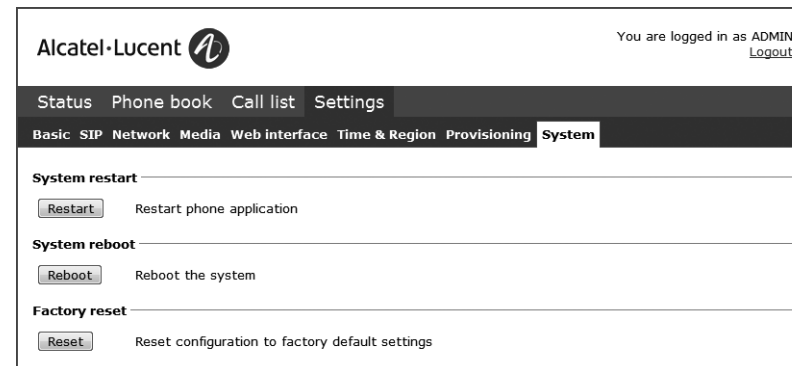 Alcatel·Lucent
You are logged in as ADMIN
Logout
Status Phone book Call list Settings
Basic SIP Network Media Web interface Time & Region Provisioning System
System restart
Restart Restart phone application
System reboot
Reboot Reboot the system
Factory reset
Reset Reset configuration to factory default settings